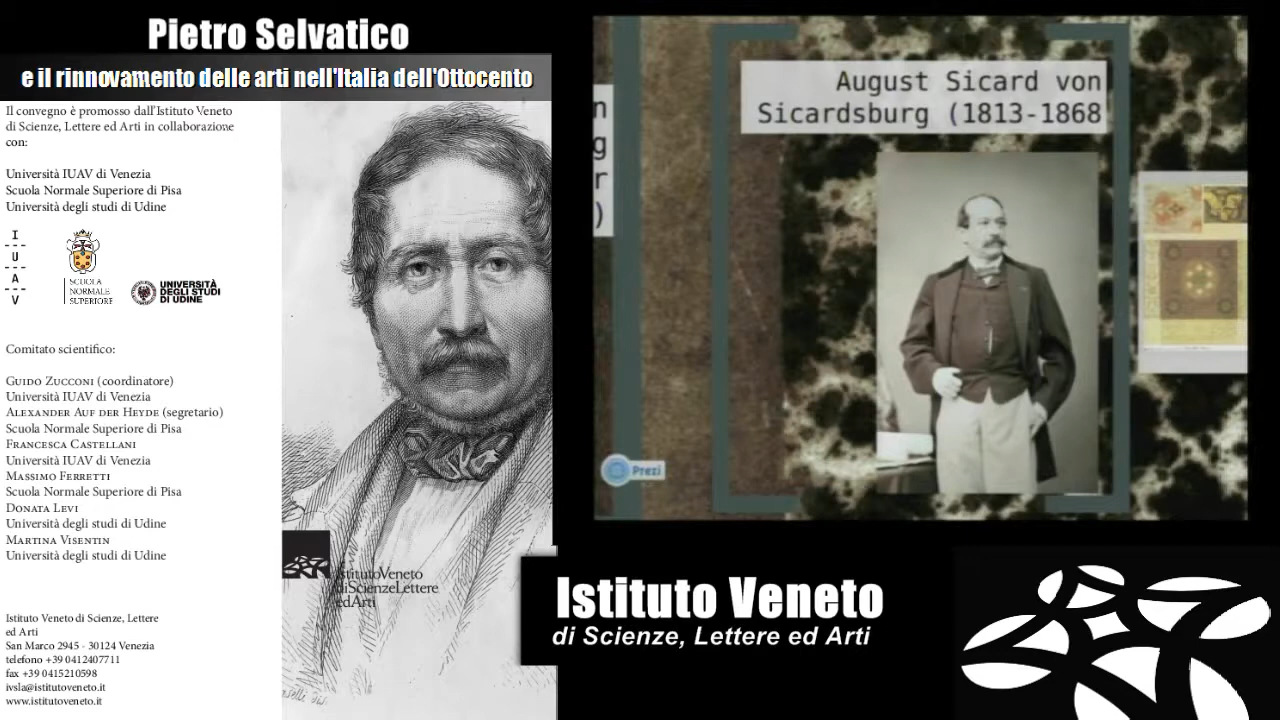 Pietro Selvatico
e il rinnovamento delle arti nell'Italia dell'Ottocento
Il convegno è promosso dall'Istituto Veneto
di Scienze, Lettere ed Arti in collaborazione
con:
Università IUAV di Venezia
Scuola Normale Superiore di Pisa
Università degli studi di Udine
I
U
A
V
SCUOLA
NORMALE
SUPERIORE
UNIVERSITÀ
DEGLI STUDI
DI UDINE
Comitato scientifico:
Guido Zucconi (coordinatore)
Università IUAV di Venezia
Alexander Auf der Heyde (segretario)
Scuola Normale Superiore di Pisa
Francesca Castellani
Università IUAV di Venezia
Massimo Ferretti
Scuola Normale Superiore di Pisa
Donata Levi
Università degli studi di Udine
Martina Visentin
Università degli studi di Udine
Istituto Veneto di Scienze, Lettere
ed Arti
San Marco 2945 - 30124 Venezia
telefono +39 0412407711
fax +39 0415210598
ivsla@istitutoveneto.it
www.istitutoveneto.it
IstitutoVeneto
diScienzeLettere
edArti
n
g
r
)
August Sicard von
Sicardsburg (1813-1868
Prezi
Istituto Veneto
di Scienze, Lettere ed Arti